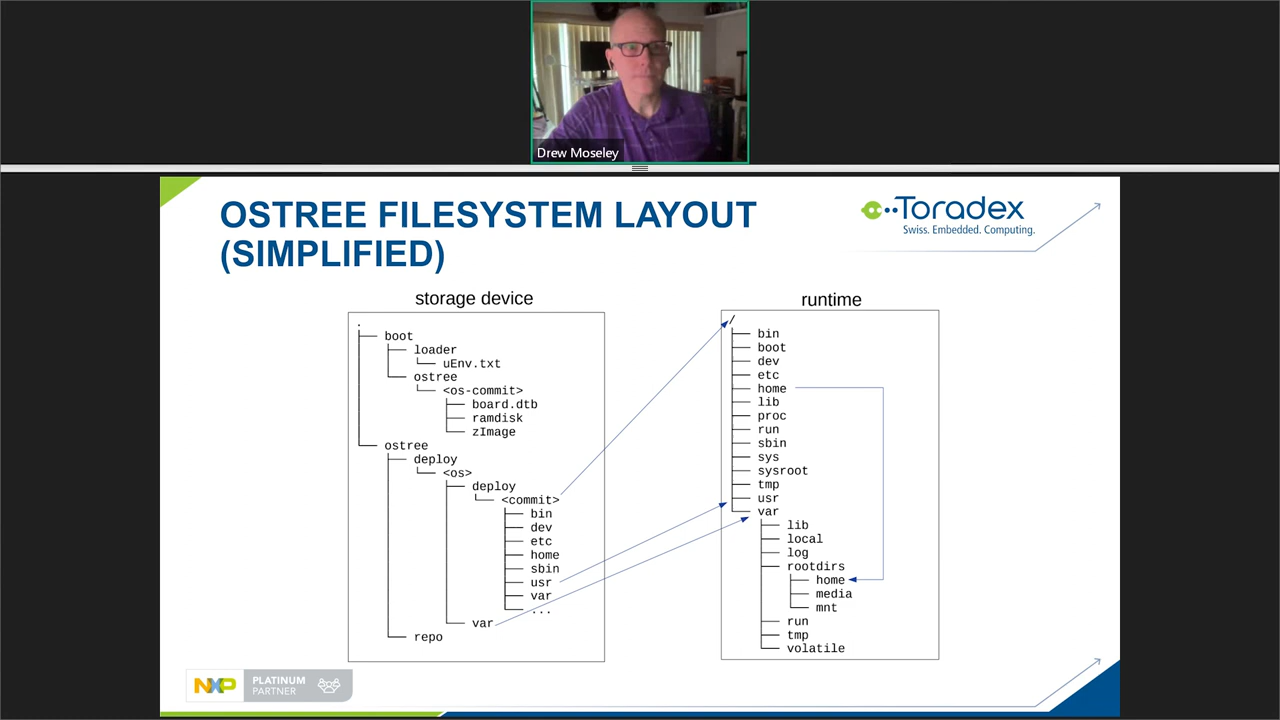 Drew Moseley
OSTREE FILESYSTEM LAYOUT
(SIMPLIFIED)
Toradex
Swiss. Embedded. Computing.
storage device
.
boot
loader
uEnv.txt
ostree
<os-commit>
board.dtb
ramdisk
zImage
ostree
deploy
<os>
deploy
<commit>
bin
dev
etc
home
sbin
usr
var
...
var
repo
runtime
/
bin
boot
dev
etc
home
lib
proc
run
sbin
sys
sysroot
tmp
usr
var
lib
local
log
rootdirs
home
media
mnt
run
tmp
volatile
NXP
PLATINUM
PARTNER